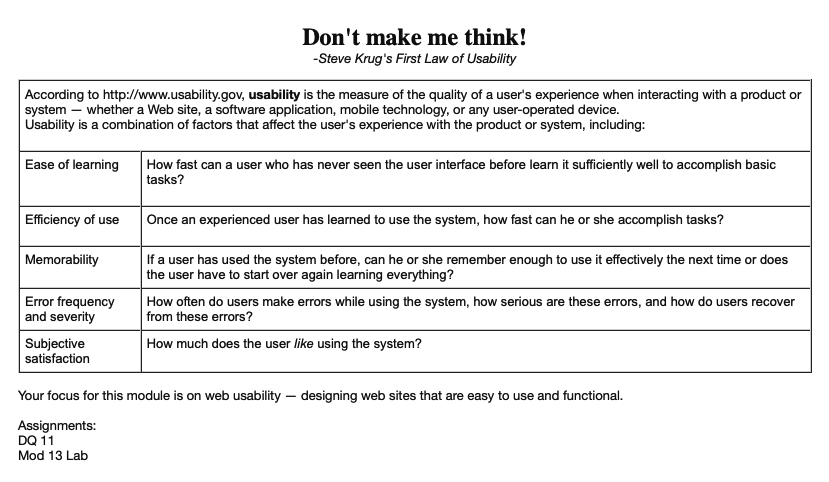 Don't make me think!
-Steve Krug's First Law of Usability
According to http://www.usability.gov, usability is the measure of the quality of a user's experience when interacting with a product or
system — whether a Web site, a software application, mobile technology, or any user-operated device.
Usability is a combination of factors that affect the user's experience with the product or system, including:
Ease of learning
How fast can a user who has never seen the user interface before learn it sufficiently well to accomplish basic
tasks?
Efficiency of use
Once an experienced user has learned to use the system, how fast can he or she accomplish tasks?
Memorability
If a user has used the system before, can he or she remember enough to use it effectively the next time or does
the user have to start over again learning everything?
Error frequency
and severity
How often do users make errors while using the system, how serious are these errors, and how do users recover
from these errors?
Subjective
satisfaction
How much does the user like using the system?
Your focus for this module is on web usability — designing web sites that are easy to use and functional.
Assignments:
DQ 11
Mod 13 Lab